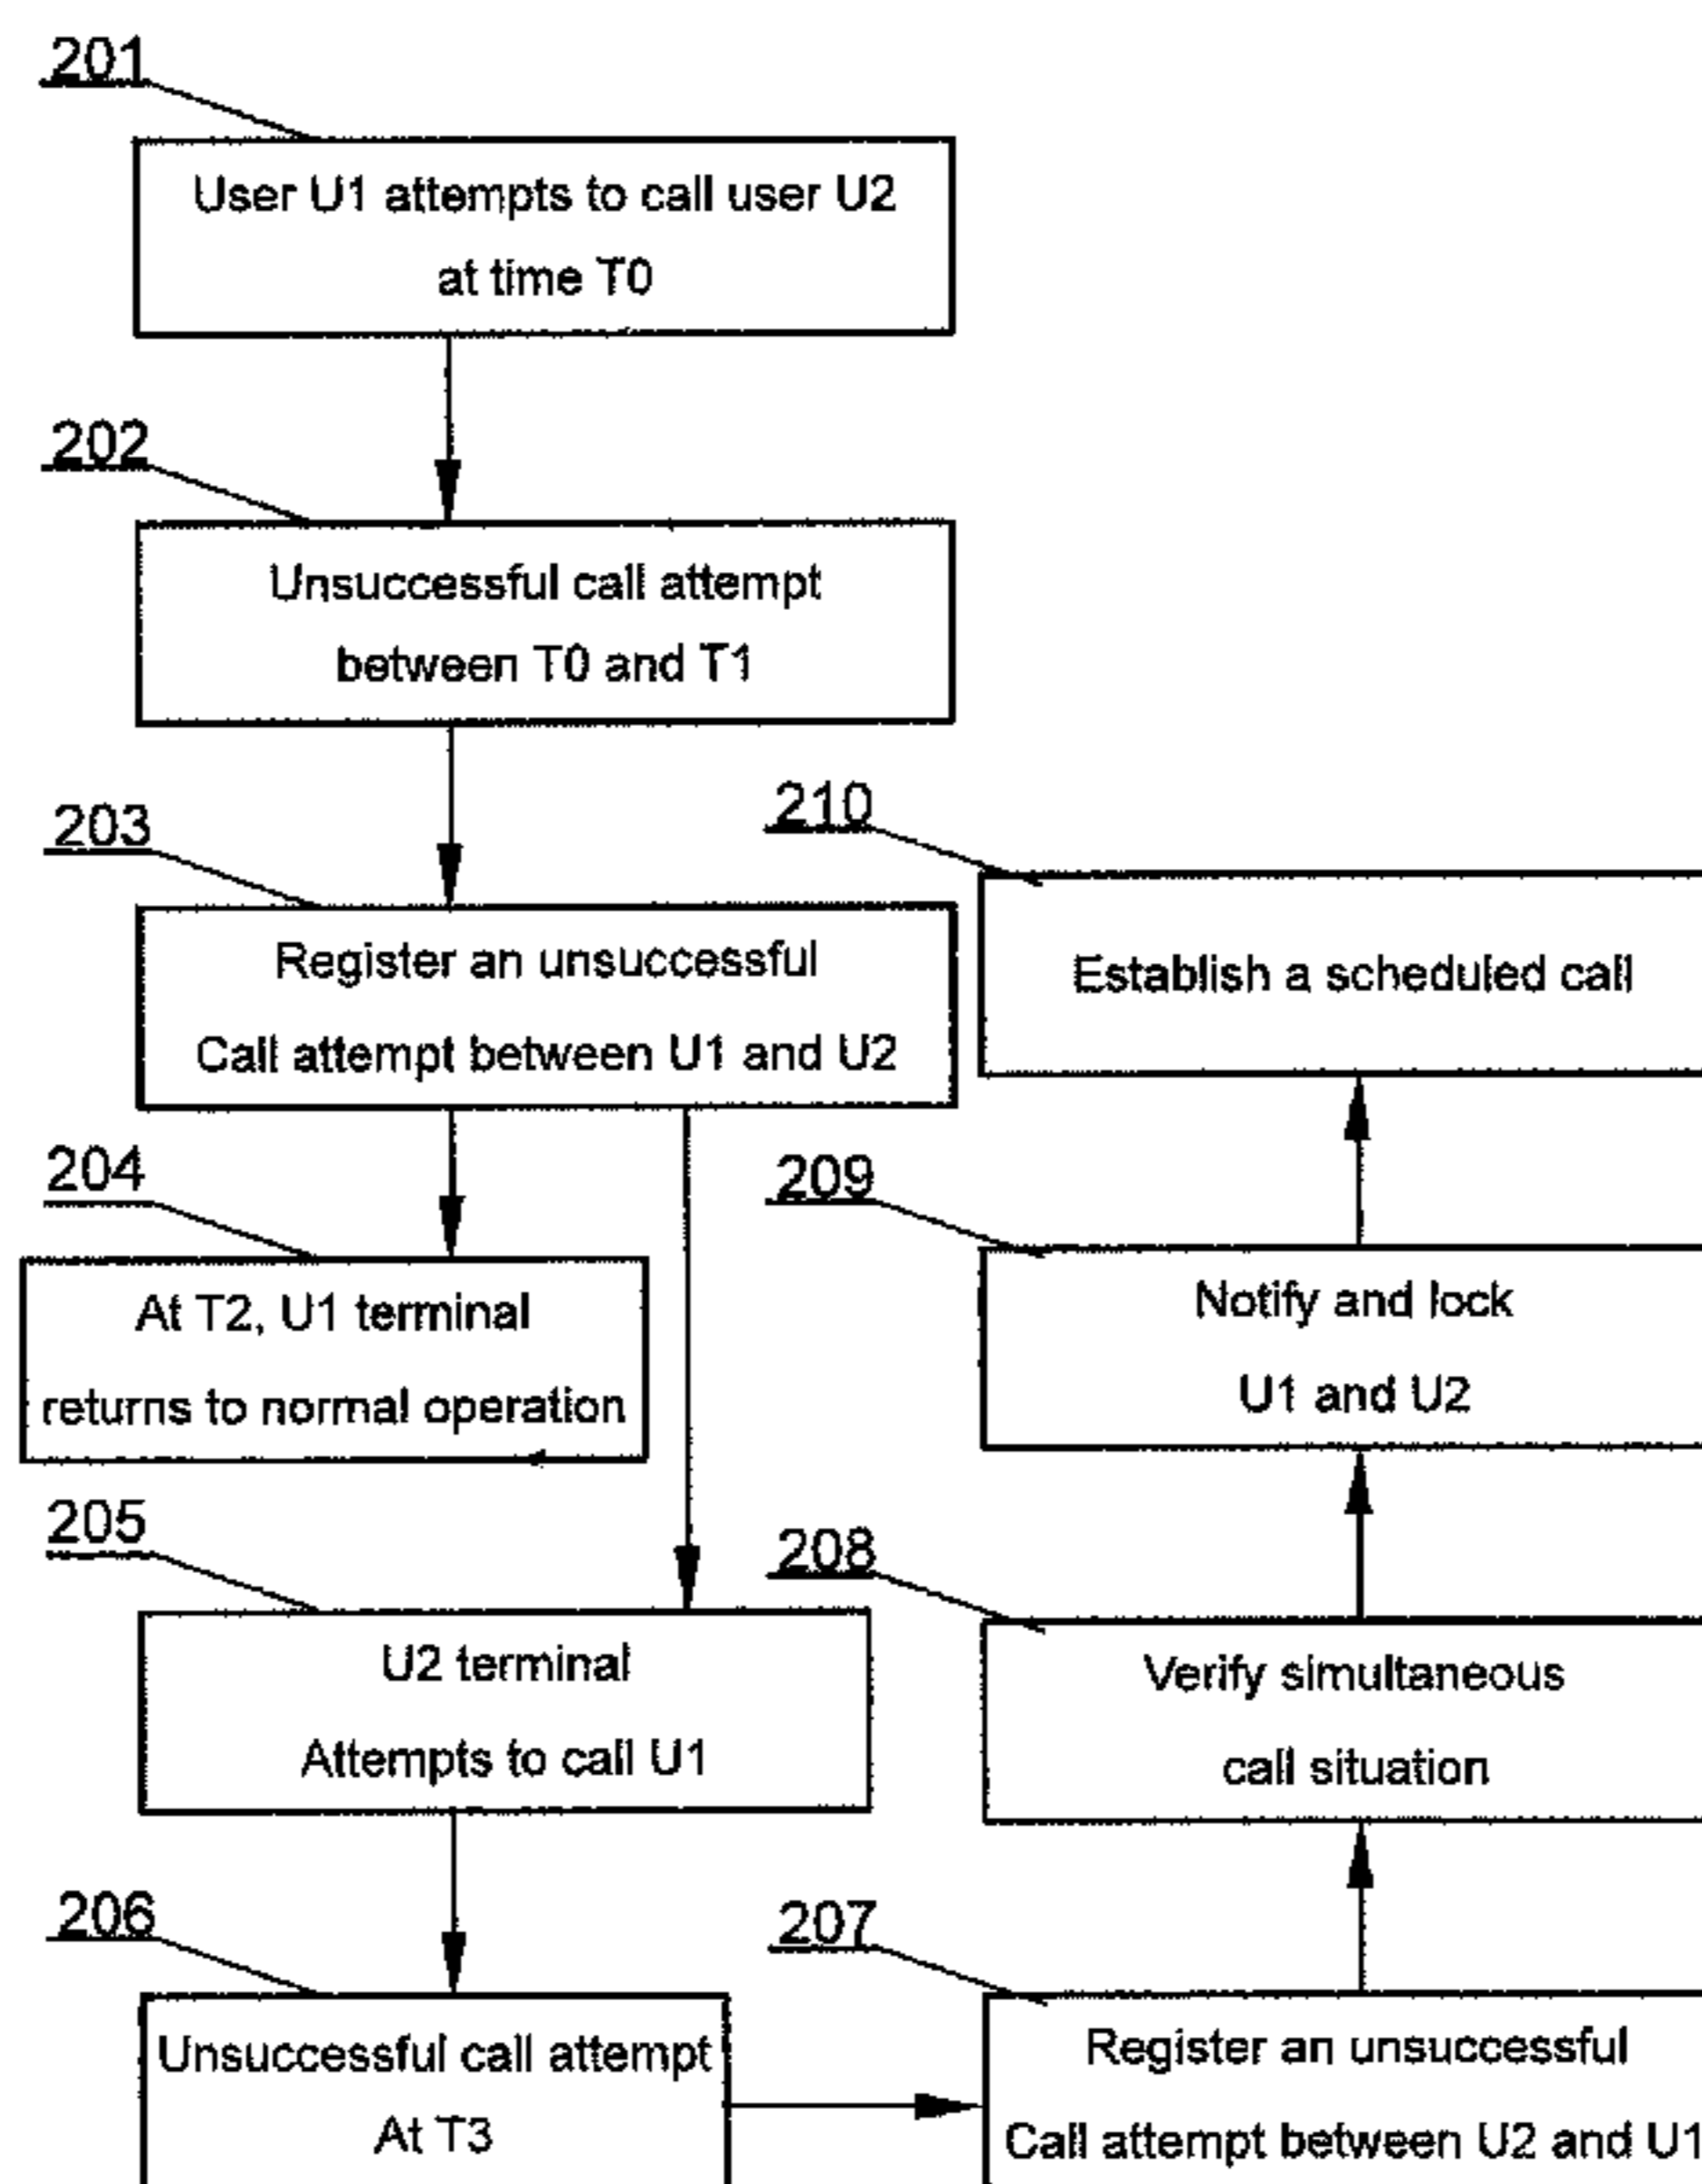 201
User U1 attempts to call user U2
at time T0
202
Unsuccessful call attempt
between T0 and T1
203
Register an unsuccessful
Call attempt between U1 and U2
204
At T2, U1 terminal
returns to normal operation
205
U2 terminal
Attempts to call U1
206
Unsuccessful call attempt
At T3
207
Register an unsuccessful
Call attempt between U2 and U1
208
Verify simultaneous
call situation
209
Notify and lock
U1 and U2
210
Establish a scheduled call